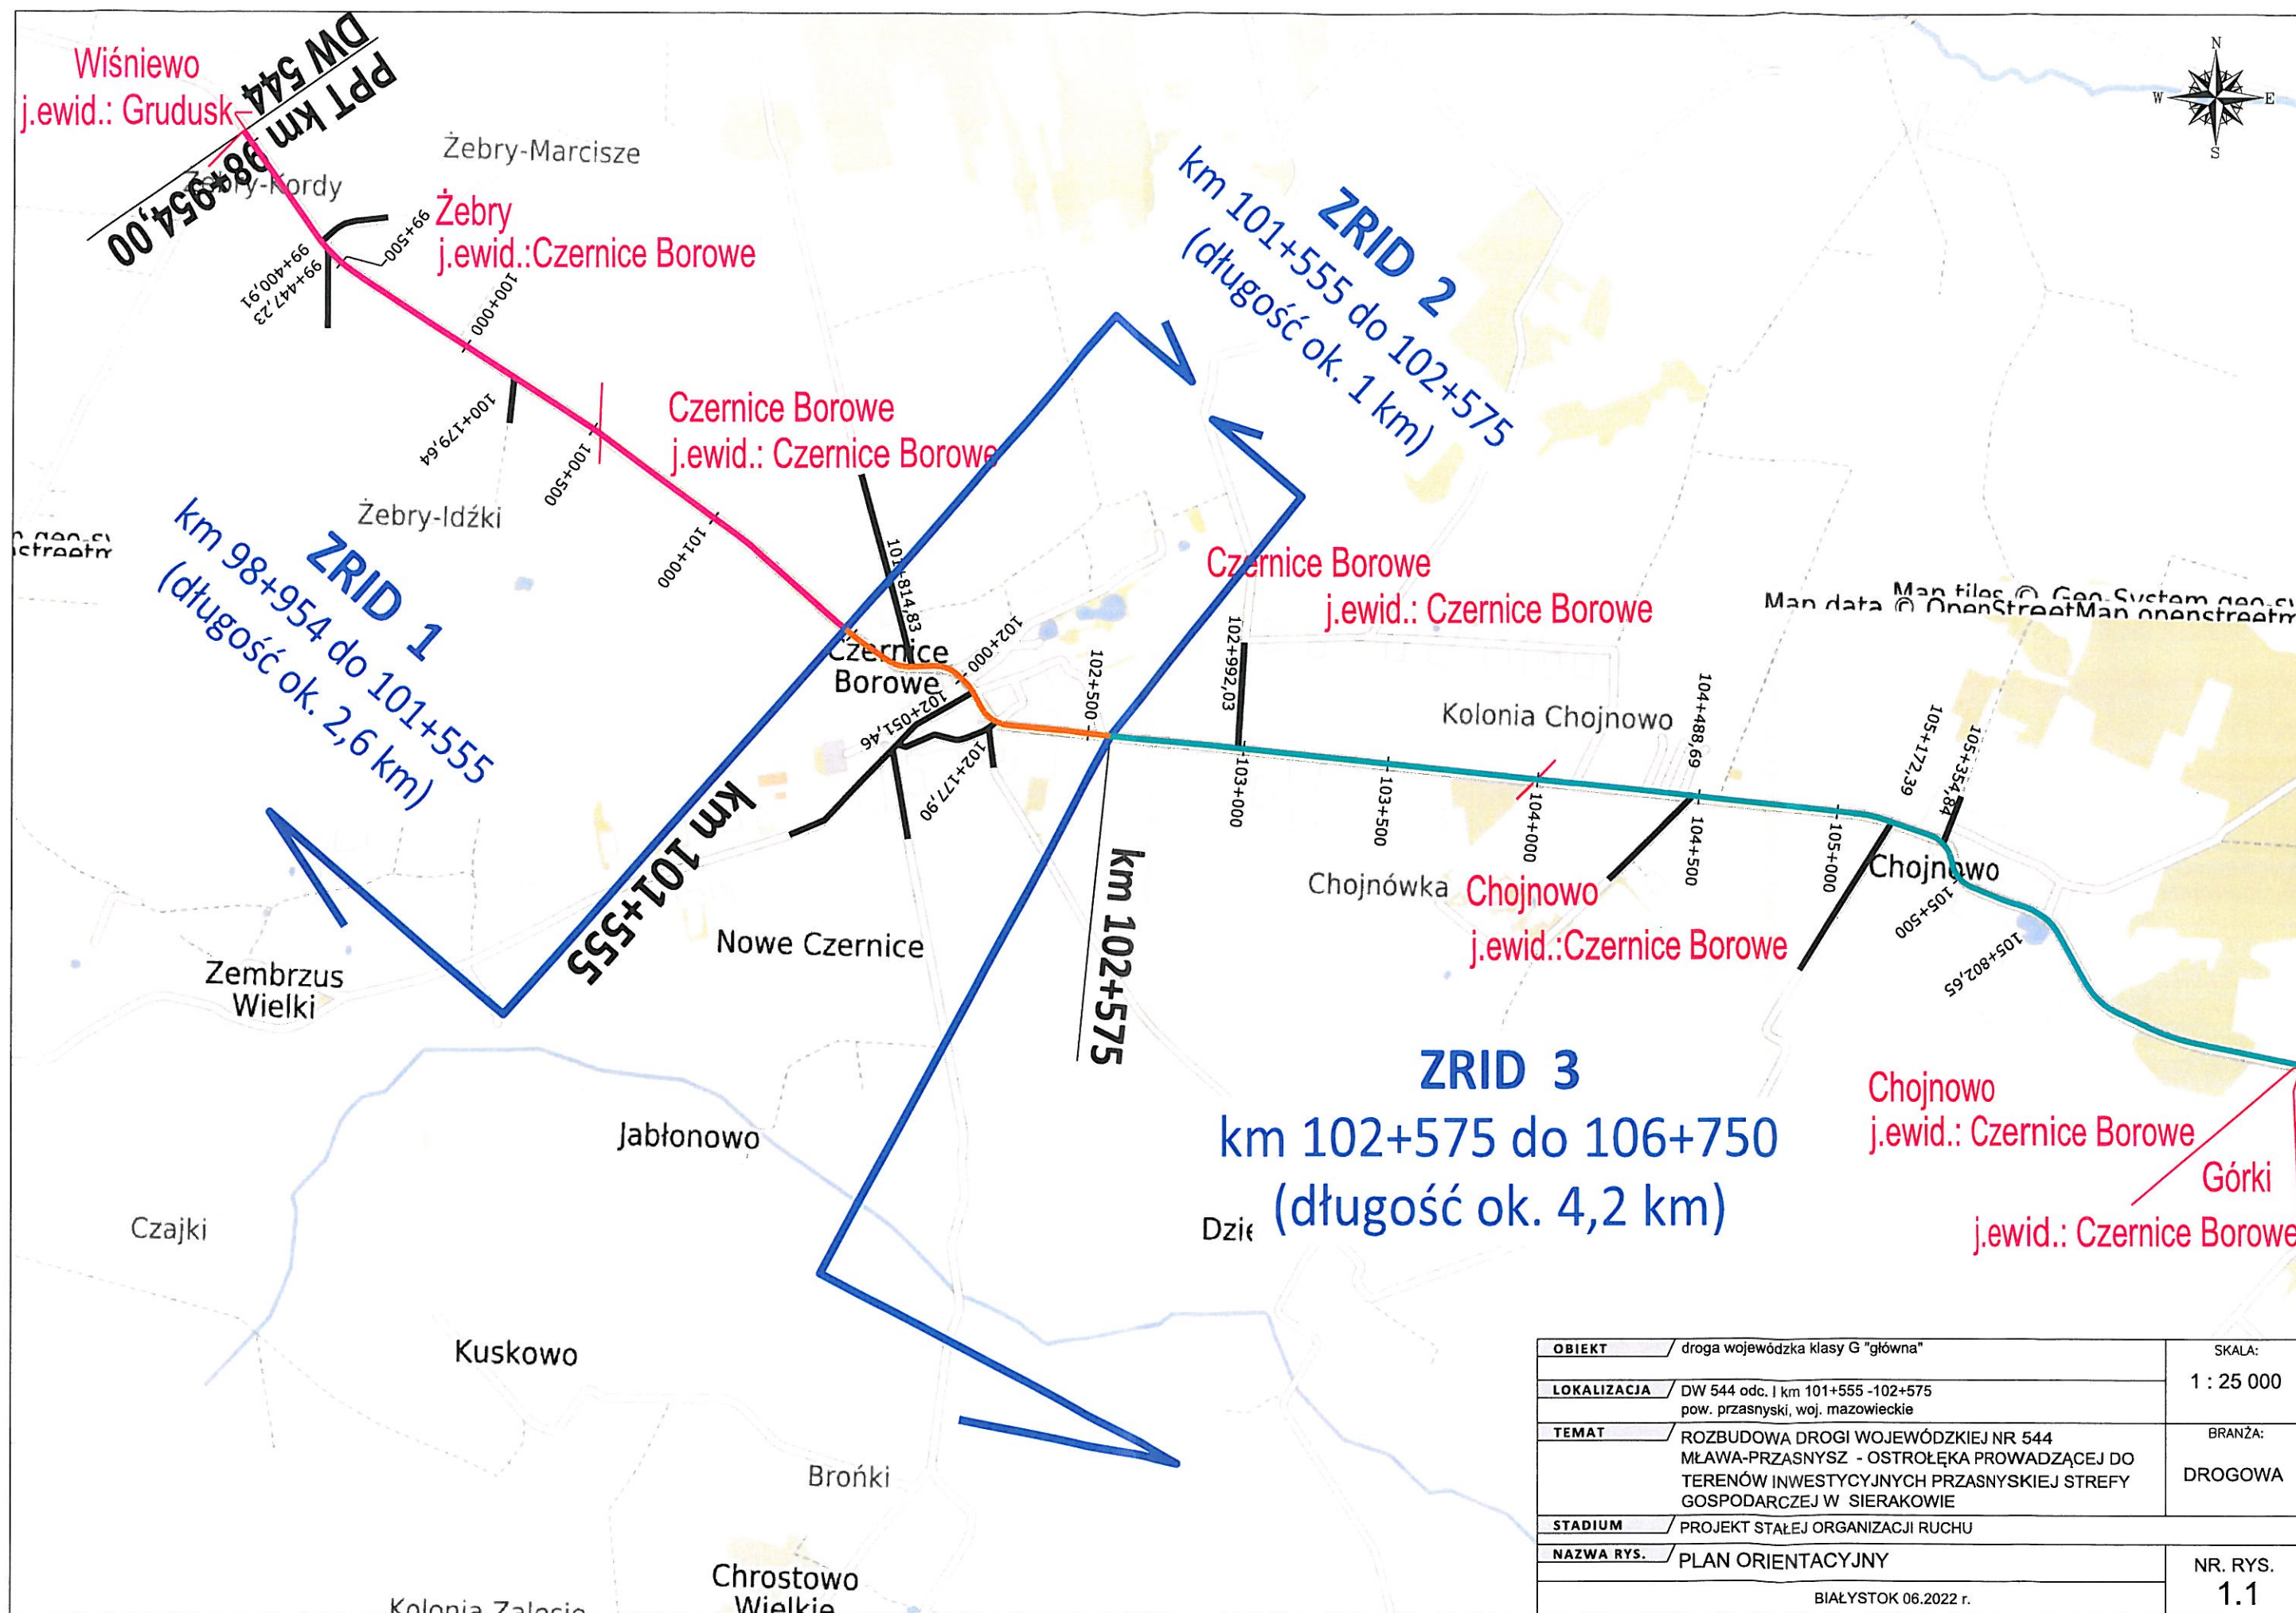 Wiśniewo
j.ewid.: Grudusk
DW 544
PPT km 98+954,00
Żebry-Kordy
Żebry-Marcisze
Żebry
j.ewid.:Czernice Borowe
99+500
99+400,91
99+447,23
100+000
100+179,64
100+500
101+000
Żebry-Idźki
Czernice Borowe
j.ewid.: Czernice Borowe
ZRID 1
km 98+954 do 101+555
(długość ok. 2,6 km)
ZRID 2
km 101+555 do 102+575
(długość ok. 1 km)
N
W
E
S
101+814,83
Czernice
Borowe
102+000
102+051,46
102+177,90
102+500
km 101+555
km 102+575
Czernice Borowe
j.ewid.: Czernice Borowe
Map tiles © Geo-System
Map data © OpenStreetMap
102+992,03
103+000
103+500
104+000
Kolonia Chojnowo
104+488,69
104+500
105+000
105+172,39
105+354,84
Chojnowo
105+500
105+802,65
Chojnówka
Chojnowo
j.ewid.:Czernice Borowe
Nowe Czernice
Zembrzus
Wielki
Jabłonowo
Czajki
Kuskowo
Brońki
Chrostowo
Wielkie
Kolonia Zalesie
Dzie
ZRID 3
km 102+575 do 106+750
(długość ok. 4,2 km)
Chojnowo
j.ewid.: Czernice Borowe
Górki
j.ewid.: Czernice Borowe
OBIEKT droga wojewódzka klasy G "główna"
SKALA:
1 : 25 000
LOKALIZACJA DW 544 odc. I km 101+555 -102+575
pow. przasnyski, woj. mazowieckie
TEMAT ROZBUDOWA DROGI WOJEWÓDZKIEJ NR 544
MŁAWA-PRZASNYSZ - OSTROŁĘKA PROWADZĄCEJ DO
TERENÓW INWESTYCYJNYCH PRZASNYSKIEJ STREFY
GOSPODARCZEJ W SIERAKOWIE
BRANŻA:
DROGOWA
STADIUM PROJEKT STAŁEJ ORGANIZACJI RUCHU
NAZWA RYS. PLAN ORIENTACYJNY
NR. RYS.
1.1
BIAŁYSTOK 06.2022 r.